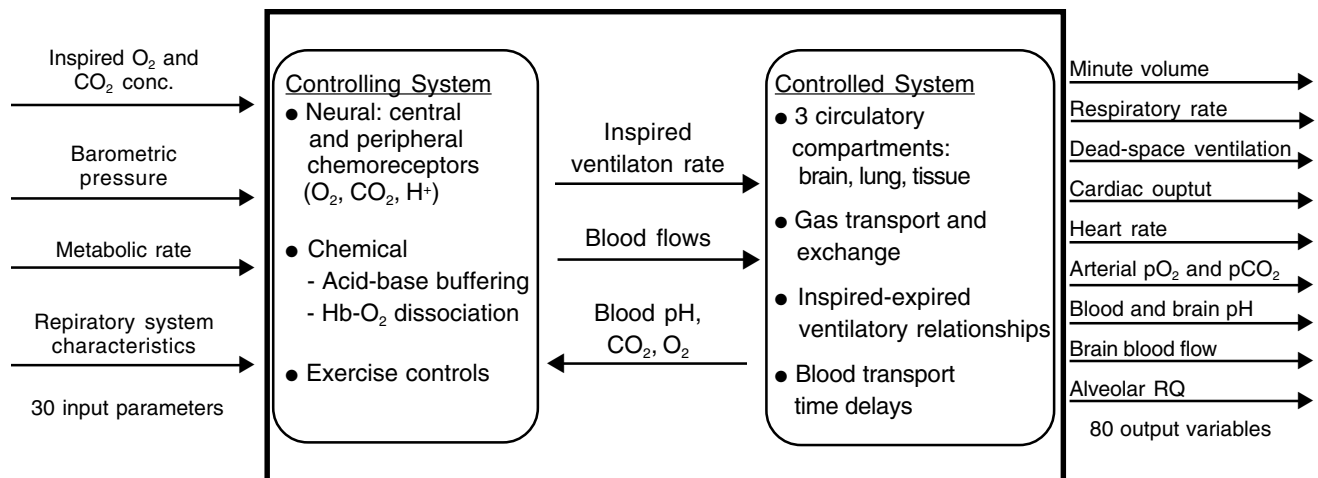 Inspired O₂ and
CO₂ conc.
Barometric
pressure
Metabolic rate
Repiratory system
characteristics
30 input parameters
Controlling System
● Neural: central
and peripheral
chemoreceptors
(O₂, CO₂, H⁺)
● Chemical
- Acid-base buffering
- Hb-O₂ dissociation
● Exercise controls
Inspired
ventilaton rate
Blood flows
Blood pH,
CO₂, O₂
Controlled System
● 3 circulatory
compartments:
brain, lung, tissue
● Gas transport and
exchange
● Inspired-expired
ventilatory relationships
● Blood transport
time delays
Minute volume
Respiratory rate
Dead-space ventilation
Cardiac ouptut
Heart rate
Arterial pO₂ and pCO₂
Blood and brain pH
Brain blood flow
Alveolar RQ
80 output variables